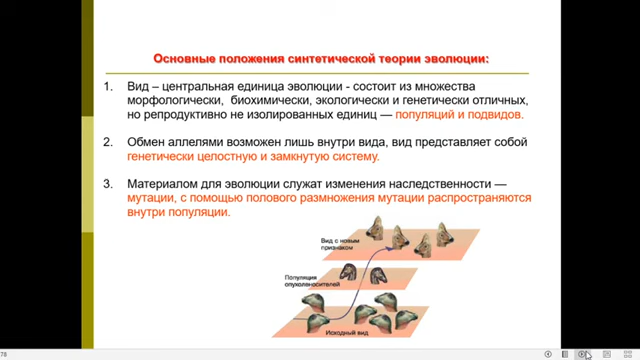 Основные положения синтетической теории эволюции:
1. Вид – центральная единица эволюции - состоит из множества
морфологически, биохимически, экологически и генетически отличных,
но репродуктивно не изолированных единиц — популяций и подвидов.
2. Обмен аллелями возможен лишь внутри вида, вид представляет собой
генетически целостную и замкнутую систему.
3. Материалом для эволюции служат изменения наследственности —
мутации, с помощью полового размножения мутации распространяются
внутри популяции.
Вид с новым
признаком
Популяция
опухоленосителей
Исходный вид
78